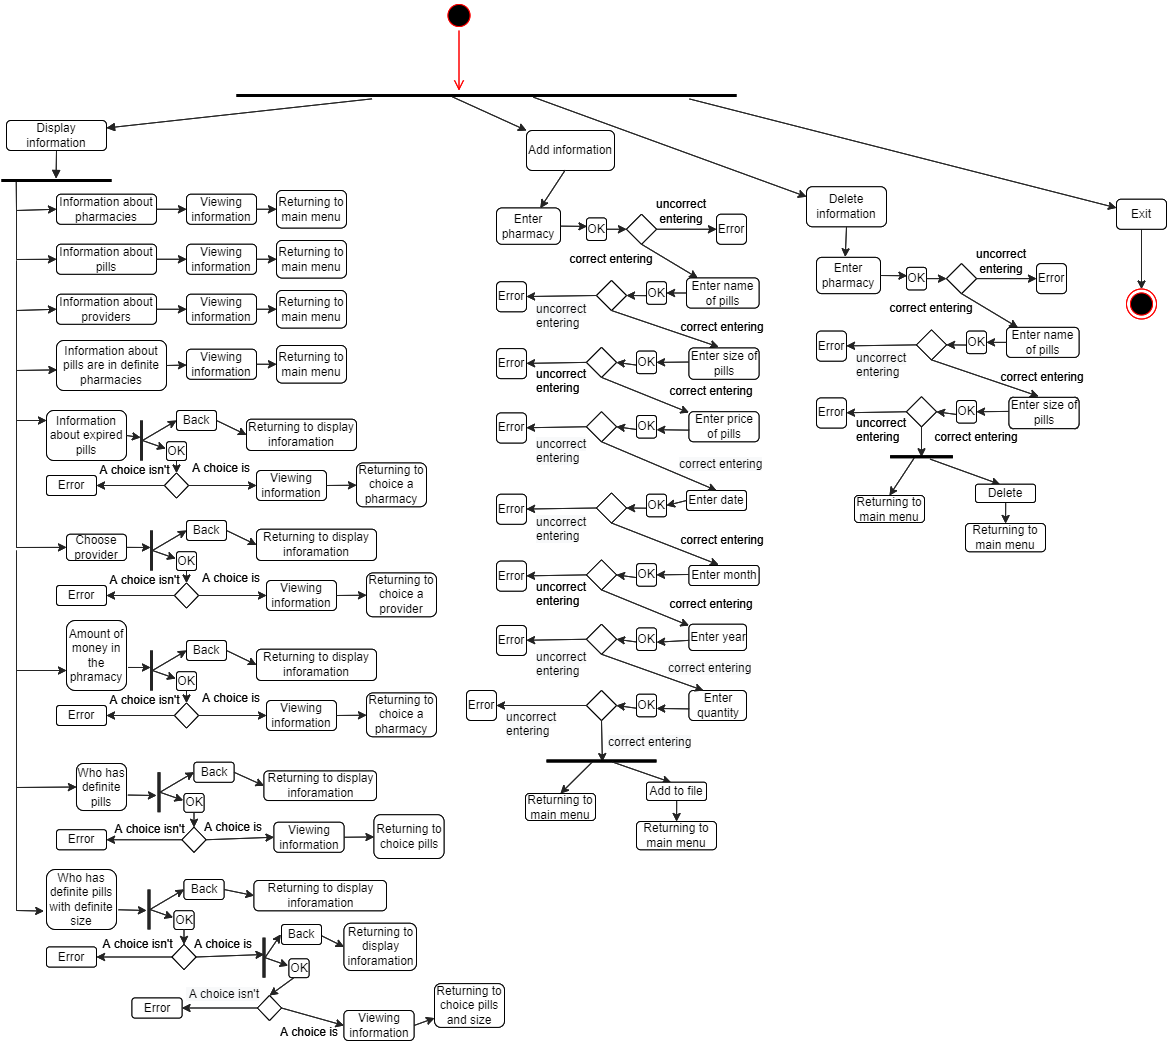 Display
information
Information about
pharmacies
Viewing
information
Returning to
main menu
Information about
pills
Viewing
information
Returning to
main menu
Information about
providers
Viewing
information
Returning to
main menu
Information about
pills are in definite
pharmacies
Viewing
information
Returning to
main menu
Information
about expired
pills
Back
Returning to display
inforamation
OK
A choice isn't
A choice is
Error
Viewing
information
Returning to
choice a
pharmacy
Choose
provider
Back
Returning to display
inforamation
OK
A choice isn't
A choice is
Error
Viewing
information
Returning to
choice a
provider
Amount of
money in
the
phramacy
Back
Returning to display
inforamation
OK
A choice isn't
A choice is
Error
Viewing
information
Returning to
choice a
pharmacy
Who has
definite
pills
Back
Returning to display
inforamation
OK
A choice isn't
A choice is
Error
Viewing
information
Returning to
choice pills
Who has
definite pills
with definite
size
Back
Returning to display
inforamation
OK
A choice isn't
A choice is
Error
Back
Returning to
display
inforamation
OK
A choice isn't
Error
A choice is
Viewing
information
Returning to
choice pills
and size
Add information
Enter
pharmacy
OK
uncorrect
entering
Error
correct entering
Enter name
of pills
OK
Error
uncorrect
entering
correct entering
Enter size of
pills
OK
Error
uncorrect
entering
correct entering
Enter price
of pills
OK
Error
uncorrect
entering
correct entering
Enter date
OK
Error
uncorrect
entering
correct entering
Enter month
OK
Error
uncorrect
entering
correct entering
Enter year
OK
Error
uncorrect
entering
correct entering
Enter
quantity
OK
Error
uncorrect
entering
correct entering
Returning to
main menu
Add to file
Returning to
main menu
Delete
information
Enter
pharmacy
OK
uncorrect
entering
Error
correct entering
Enter name
of pills
OK
Error
uncorrect
entering
correct entering
Enter size of
pills
OK
Error
uncorrect
entering
correct entering
Returning to
main menu
Delete
Returning to
main menu
Exit